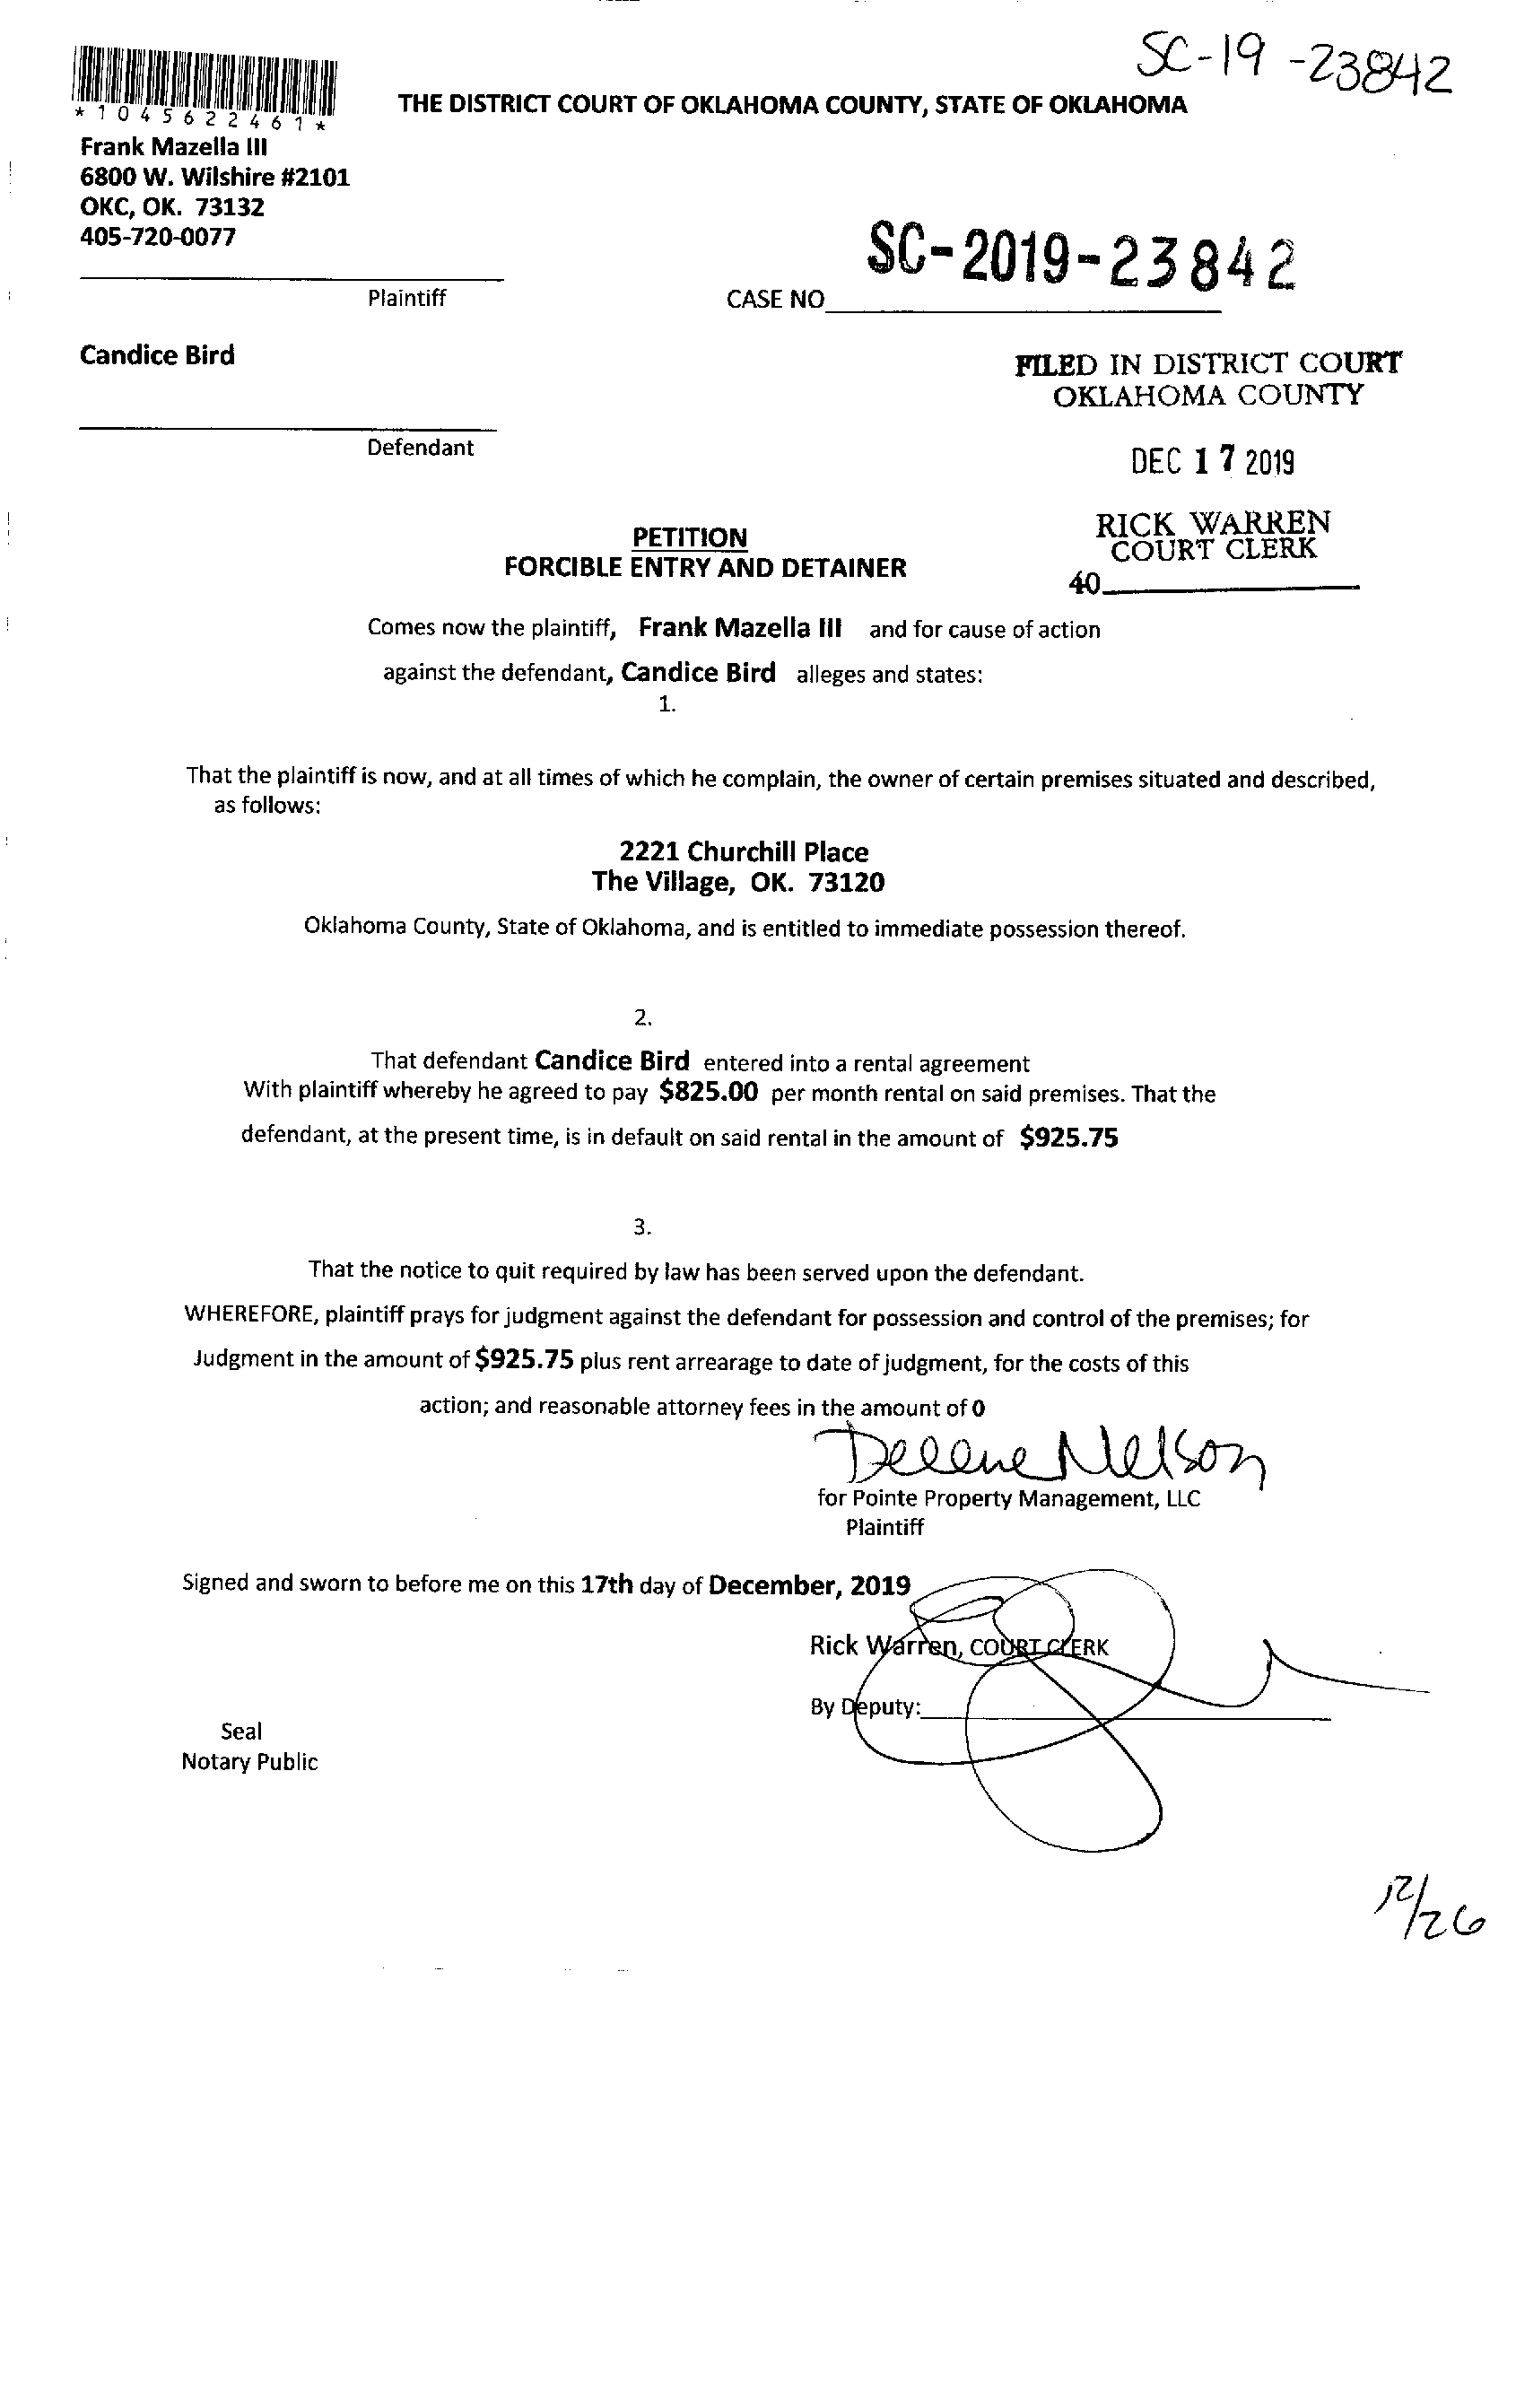 SC-19-23842
*1045622461*
THE DISTRICT COURT OF OKLAHOMA COUNTY, STATE OF OKLAHOMA
Frank Mazella III
6800 W. Wilshire #2101
OKC, OK. 73132
405-720-0077
SC-2019-23842
Plaintiff
CASE NO
Candice Bird
FILED IN DISTRICT COURT
OKLAHOMA COUNTY
Defendant
DEC 17 2019
RICK WARREN
COURT CLERK
40
PETITION
FORCIBLE ENTRY AND DETAINER
Comes now the plaintiff, Frank Mazella III and for cause of action
against the defendant, Candice Bird alleges and states:
1.
That the plaintiff is now, and at all times of which he complain, the owner of certain premises situated and described,
as follows:
2221 Churchill Place
The Village, OK. 73120
Oklahoma County, State of Oklahoma, and is entitled to immediate possession thereof.
2.
That defendant Candice Bird entered into a rental agreement
With plaintiff whereby he agreed to pay $825.00 per month rental on said premises. That the
defendant, at the present time, is in default on said rental in the amount of $925.75
3.
That the notice to quit required by law has been served upon the defendant.
WHEREFORE, plaintiff prays for judgment against the defendant for possession and control of the premises; for
Judgment in the amount of $925.75 plus rent arrearage to date of judgment, for the costs of this
action; and reasonable attorney fees in the amount of 0
Delene Nelson
for Pointe Property Management, LLC
Plaintiff
Signed and sworn to before me on this 17th day of December, 2019
Rick Warren, COURT CLERK
By Deputy:
Seal
Notary Public
12/26